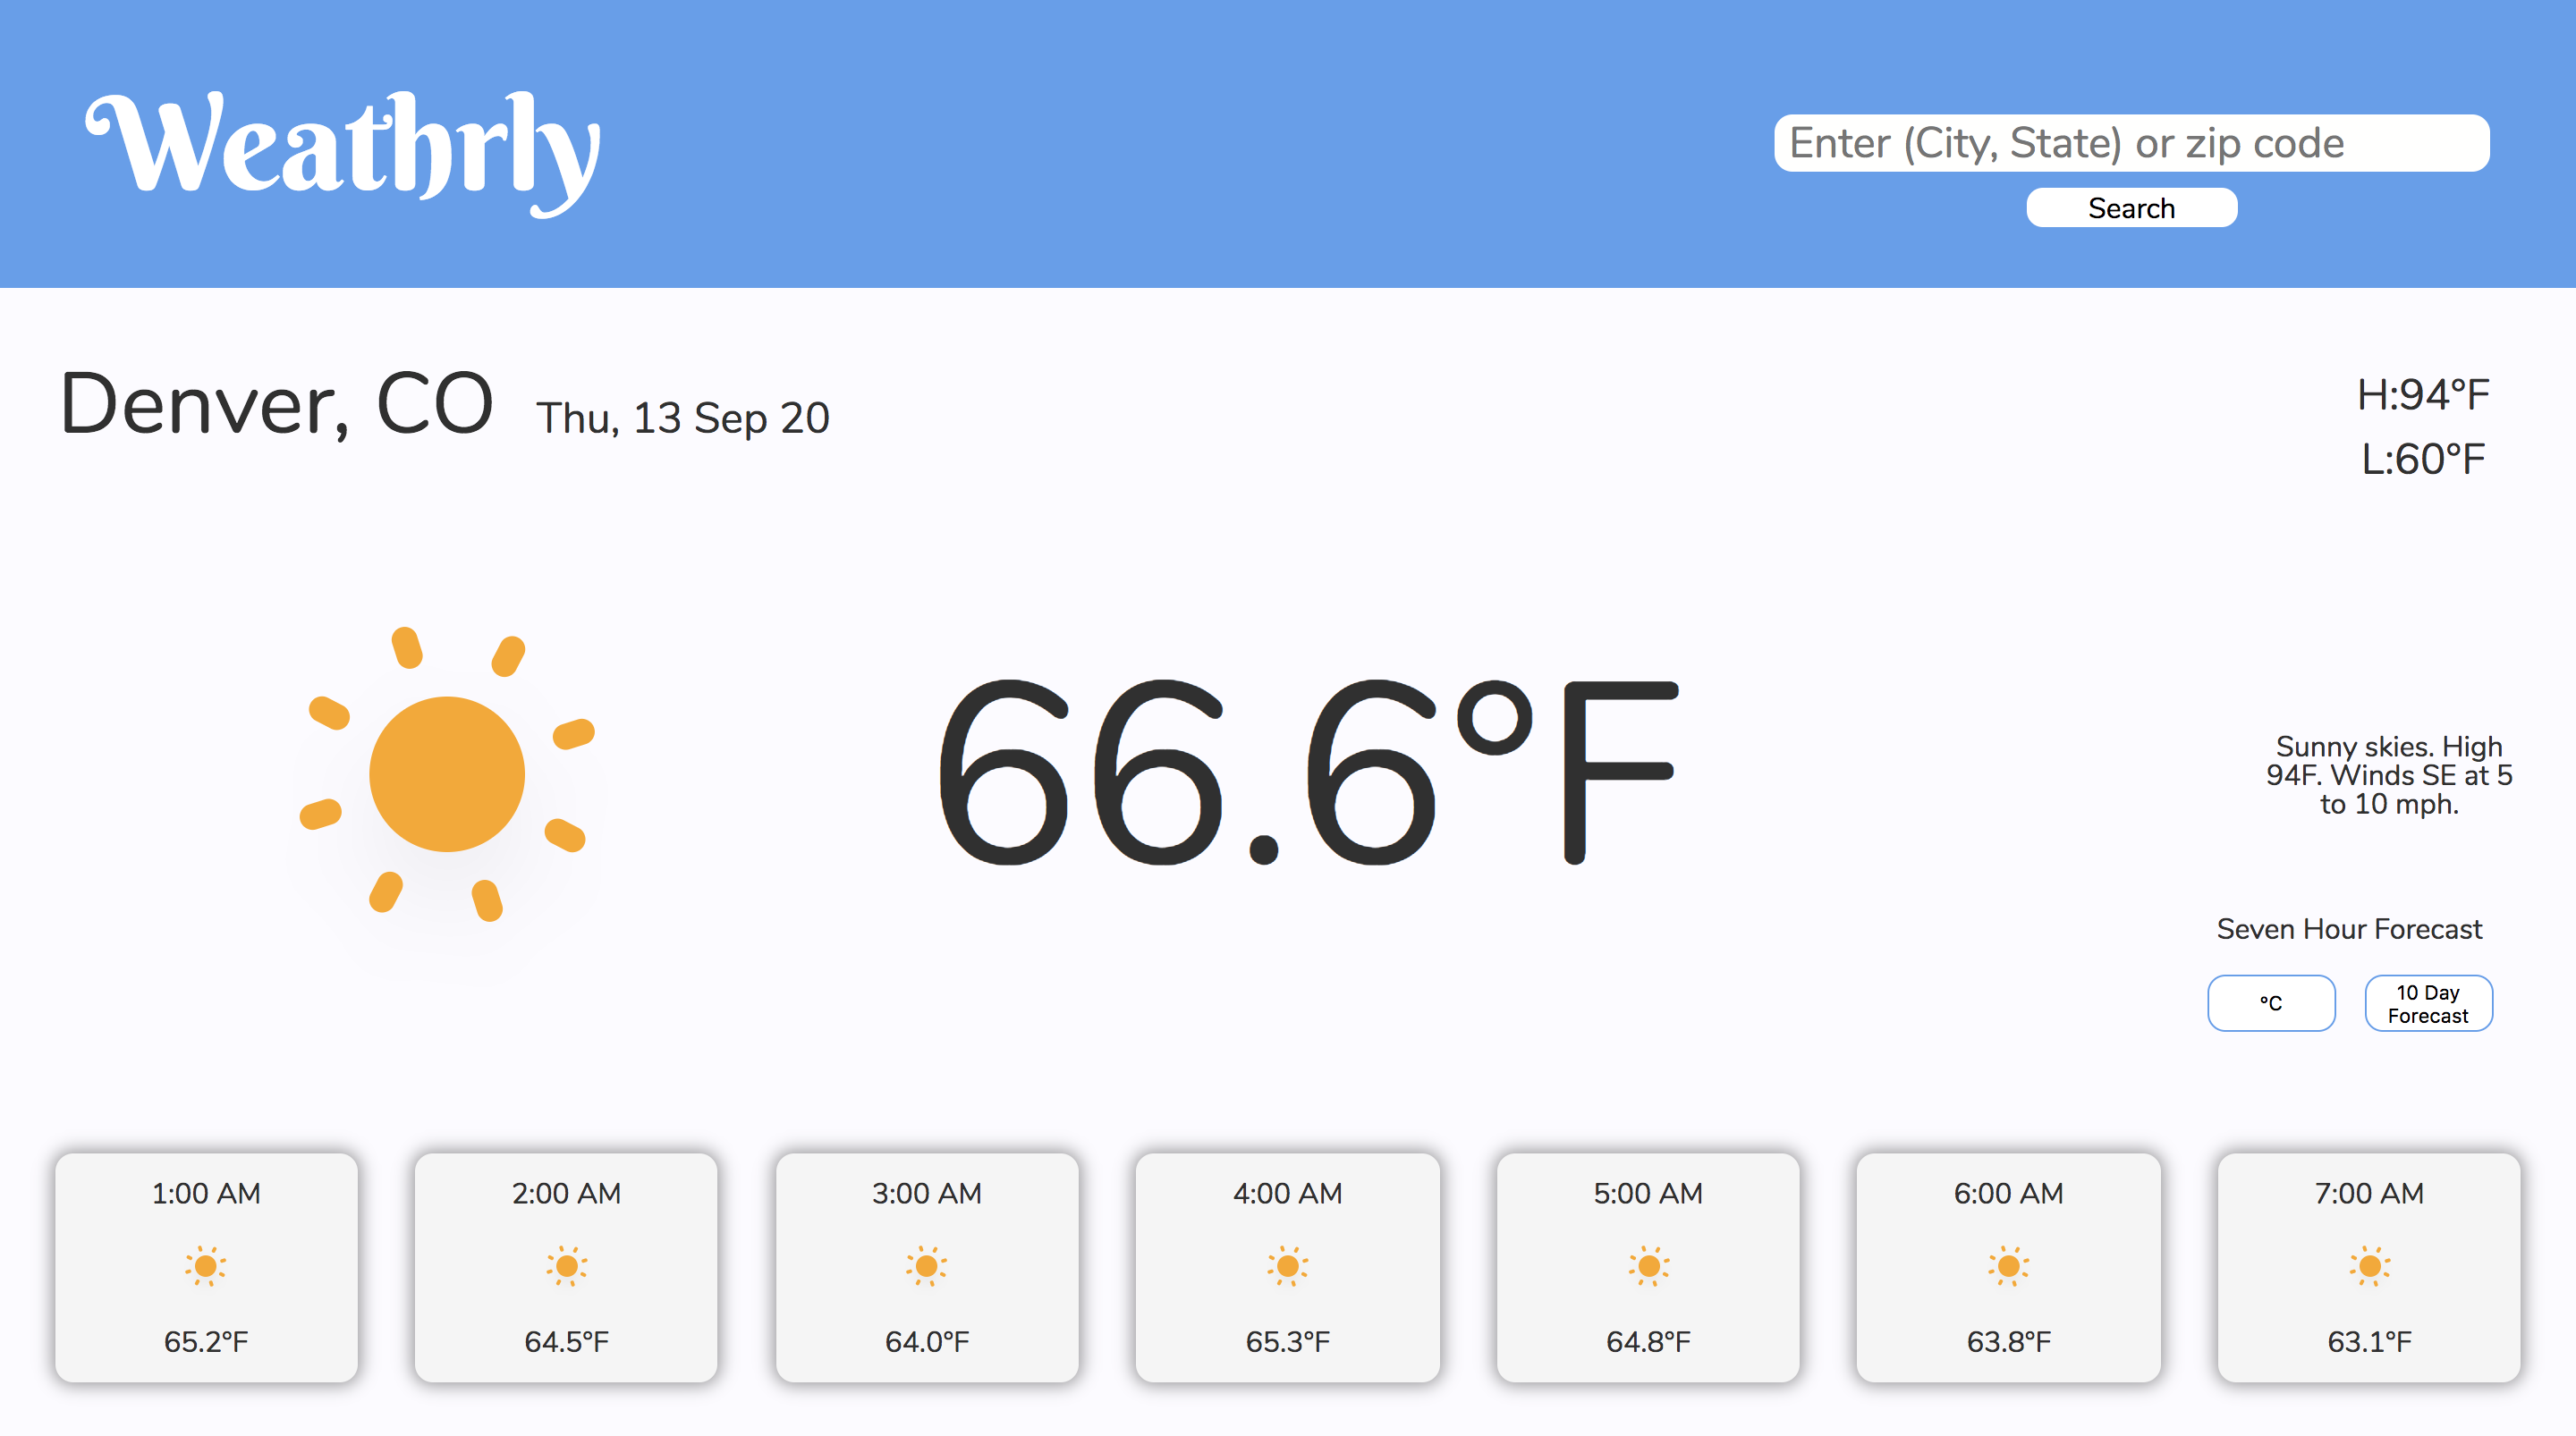 Weathrly
Enter (City, State) or zip code
Search
Denver, CO Thu, 13 Sep 20
H:94°F
L:60°F
66.6°F
Sunny skies. High
94F. Winds SE at 5
to 10 mph.
Seven Hour Forecast
°C
10 Day
Forecast
1:00 AM
65.2°F
2:00 AM
64.5°F
3:00 AM
64.0°F
4:00 AM
65.3°F
5:00 AM
64.8°F
6:00 AM
63.8°F
7:00 AM
63.1°F